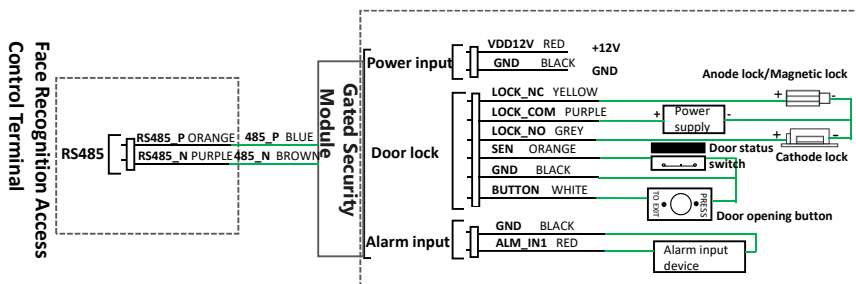 Face Recognition Access
Control Terminal
RS485
RS485_P ORANGE
RS485_N PURPLE
485_P BLUE
485_N BROWN
Gated Security
Module
Power input
VDD12V RED +12V
GND BLACK GND
Door lock
LOCK_NC YELLOW
LOCK_COM PURPLE
LOCK_NO GREY
SEN ORANGE
GND BLACK
BUTTON WHITE
Anode lock/Magnetic lock
+ -
+ Power -
supply
+ -
Cathode lock
Door status
switch
PRESS
TO EXIT
Door opening button
Alarm input
GND BLACK
ALM_IN1 RED
Alarm input
device